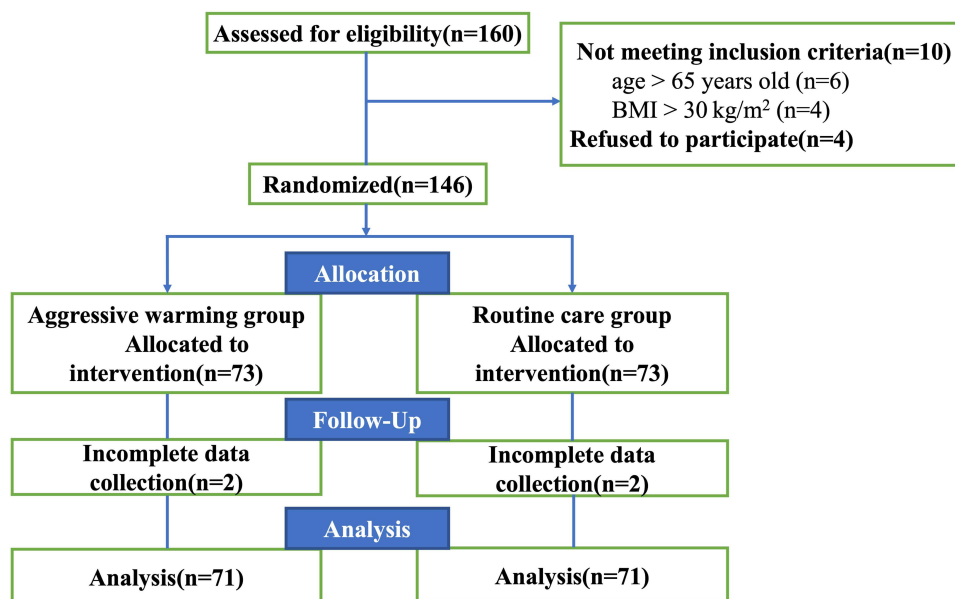 Assessed for eligibility(n=160)
Not meeting inclusion criteria(n=10)
age > 65 years old (n=6)
BMI > 30 kg/m² (n=4)
Refused to participate(n=4)
Randomized(n=146)
Allocation
Aggressive warming group
Allocated to
intervention(n=73)
Routine care group
Allocated to
intervention(n=73)
Follow-Up
Incomplete data
collection(n=2)
Incomplete data
collection(n=2)
Analysis
Analysis(n=71)
Analysis(n=71)